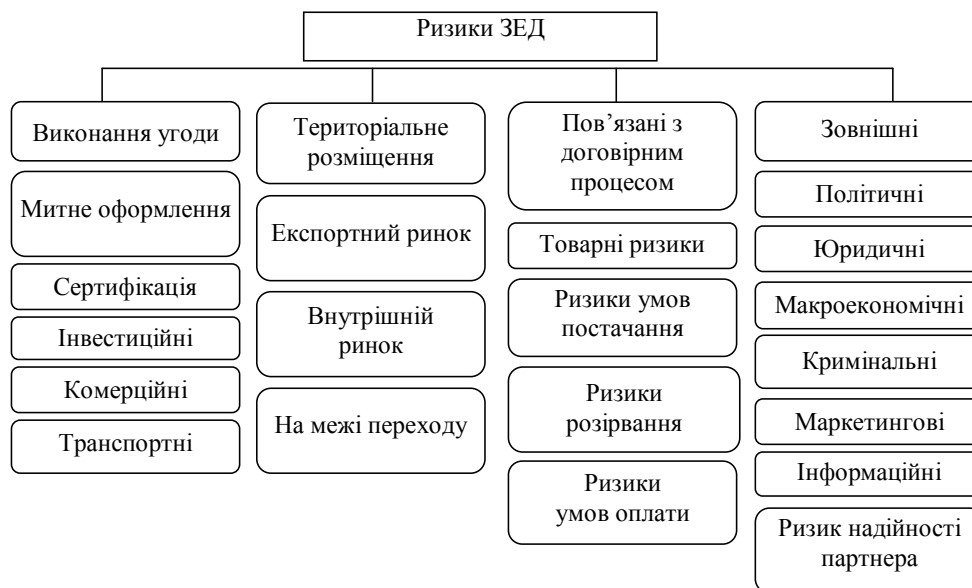 Ризики ЗЕД
Виконання угоди
Митне оформлення
Сертифікація
Інвестиційні
Комерційні
Транспортні
Територіальне
розміщення
Експортний ринок
Внутрішній
ринок
На межі переходу
Пов’язані з
договірним
процесом
Товарні ризики
Ризики умов
постачання
Ризики
розірвання
Ризики
умов оплати
Зовнішні
Політичні
Юридичні
Макроекономічні
Кримінальні
Маркетингові
Інформаційні
Ризик надійності
партнера